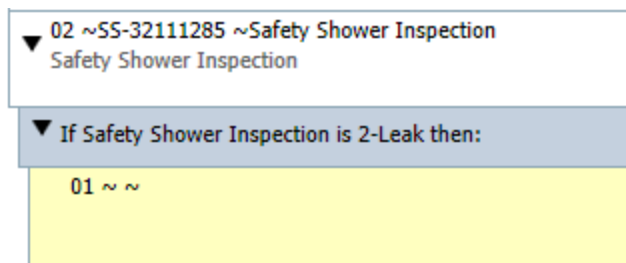 02 ~SS-32111285 ~Safety Shower Inspection
Safety Shower Inspection
If Safety Shower Inspection is 2-Leak then:
01 ~ ~